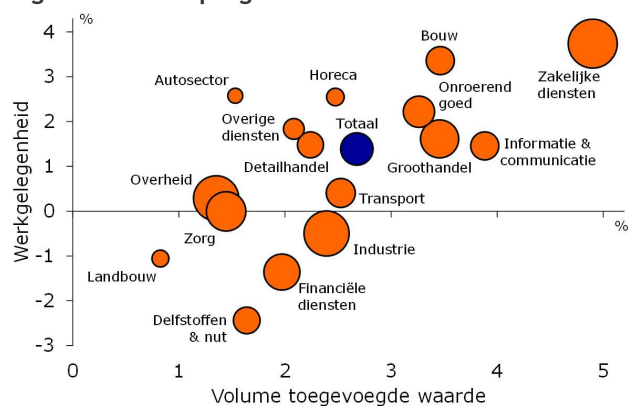 4
%
Bouw
3
Autosector
Horeca
Zakelijke
diensten
Onroerend
goed
2
Overige
diensten
Totaal
Detailhandel
Groothandel
Informatie &
communicatie
1
Overheid
Transport
0
%
Zorg
Industrie
-1
Landbouw
Financiële
diensten
-2
Delfstoffen
& nut
-3
Werkgelegenheid
0 1 2 3 4 5
Volume toegevoegde waarde